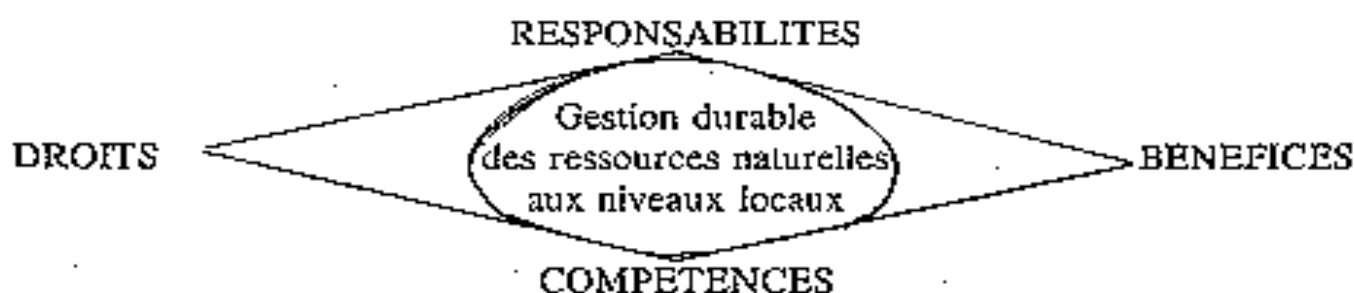 RESPONSABILITES
Gestion durable
DROITS
des ressources naturelles
BENEFICES
aux niveaux locaux
COMPETENCES